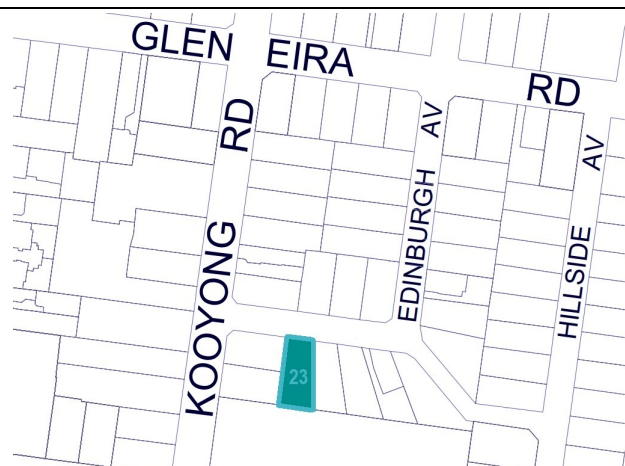 GLEN EIRA RD
KOOYONG RD
EDINBURGH AV
HILLSIDE AV
23